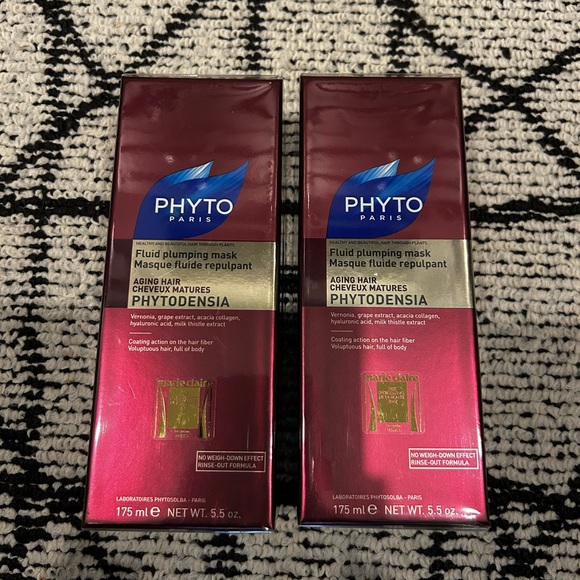 PHYTO
PARIS
HEALTHY AND BEAUTIFUL HAIR THROUGH PLANTS
Fluid plumping mask
Masque fluide repulpant
AGING HAIR
CHEVEUX MATURES
PHYTODENSIA
Vernonia, grape extract, acacia collagen,
hyaluronic acid, milk thistle extract
Coating action on the hair fiber
Voluptuous hair, full of body
marie claire
NO WEIGH-DOWN EFFECT
RINSE-OUT FORMULA
LABORATOIRES PHYTOSOLBA - PARIS
175 ml e NET WT. 5.5 oz.
PHYTO
PARIS
HEALTHY AND BEAUTIFUL HAIR THROUGH PLANTS
Fluid plumping mask
Masque fluide repulpant
AGING HAIR
CHEVEUX MATURES
PHYTODENSIA
Vernonia, grape extract, acacia collagen,
hyaluronic acid, milk thistle extract
Coating action on the hair fiber
Voluptuous hair, full of body
marie claire
NO WEIGH-DOWN EFFECT
RINSE-OUT FORMULA
LABORATOIRES PHYTOSOLBA - PARIS
175 ml e NET WT. 5.5 oz.